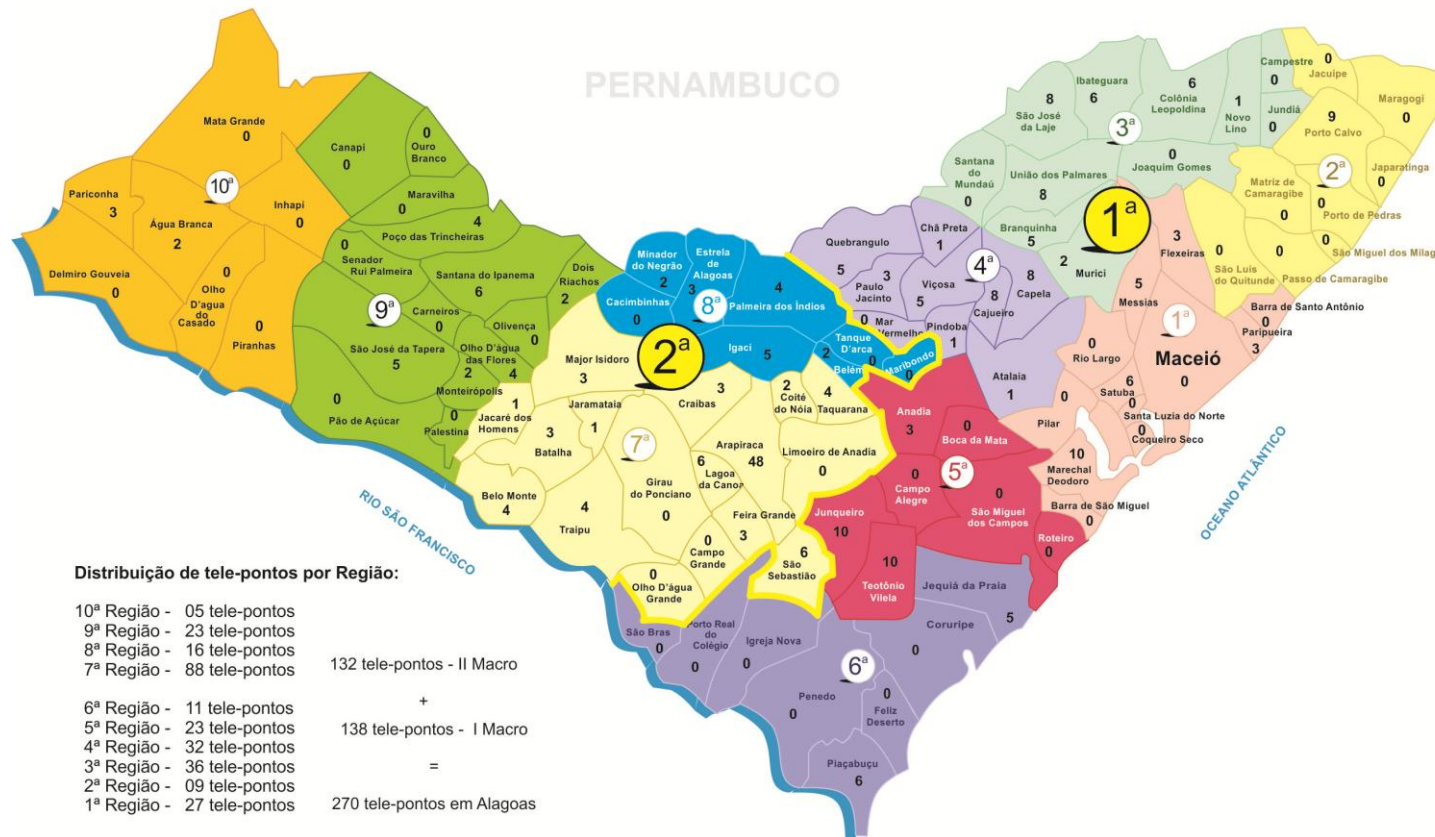 PERNAMBUCO
Mata Grande
0
10ª
Pariconha
3
Água Branca
2
Inhapi
0
Delmiro Gouveia
0
0
Olho
D'agua
do
Casado
0
Piranhas
Canapi
0
0
Ouro
Branco
Maravilha
0
4
Poço das Trincheiras
0
Senador
Rui Palmeira
Santana do Ipanema
6
Dois
Riachos
2
9ª
Carneiros
0
Olivença
0
São José da Tapera
5
Olho D'água
das Flores
2
4
Monteirópolis
0
Pão de Açúcar
0
Palestina
Minador
do Negrão
2
Estrela
de
Alagoas
3
8ª
4
Palmeira dos Índios
Cacimbinhas
0
Igaci
5
2
Belém
Tanque
D'arca
0
Maribondo
0
2ª
Major Isidoro
3
Jacaré dos
Homens
1
Jaramataia
1
3
Batalha
Craíbas
3
2
Coité
do Nóia
4
Taquarana
7ª
Arapiraca
48
6
Lagoa
da Canoa
Limoeiro de Anadia
0
Belo Monte
4
4
Traipu
Girau
do Ponciano
0
Feira Grande
3
0
Campo
Grande
6
São
Sebastião
0
Olho D'água
Grande
Quebrangulo
5
Chã Preta
1
4ª
3
Paulo
Jacinto
Viçosa
5
8
Capela
8
Cajueiro
0
Mar
Vermelho
Pindoba
1
Atalaia
1
Ibateguara
6
8
São José
da Laje
6
Colônia
Leopoldina
3ª
1
Novo
Lino
Campestre
0
Jundiá
0
0
Joaquim Gomes
Santana
do
Mundaú
0
União dos Palmares
8
Branquinha
5
2
Murici
1ª
0
Jacuipe
Maragogi
0
9
Porto Calvo
2ª
Japaratinga
0
Matriz de
Camaragibe
0
0
Porto de Pedras
0
São Miguel dos Milag
0
São Luis
do Quitunde
0
Passo de Camaragibe
3
Flexeiras
5
Messias
1ª
Barra de Santo Antônio
0
Paripueira
3
0
Rio Largo
Maceió
0
6
Satuba
0
Santa Luzia do Norte
0
Coqueiro Seco
Pilar
0
10
Marechal
Deodoro
Barra de São Miguel
0
Anadia
3
0
Boca da Mata
5ª
0
Campo
Alegre
0
São Miguel
dos Campos
Junqueiro
10
10
Teotônio
Vilela
Roteiro
0
Jequiá da Praia
5
Coruripe
0
6ª
São Bras
0
Porto Real
do
Colégio
0
Igreja Nova
0
Penedo
0
0
Feliz
Deserto
Piaçabuçu
6
RIO SÃO FRANCISCO
OCEANO ATLÂNTICO
Distribuição de tele-pontos por Região:
10ª Região - 05 tele-pontos
9ª Região - 23 tele-pontos
8ª Região - 16 tele-pontos
7ª Região - 88 tele-pontos
132 tele-pontos - II Macro
+
6ª Região - 11 tele-pontos
5ª Região - 23 tele-pontos
138 tele-pontos - I Macro
4ª Região - 32 tele-pontos
3ª Região - 36 tele-pontos
=
2ª Região - 09 tele-pontos
1ª Região - 27 tele-pontos
270 tele-pontos em Alagoas